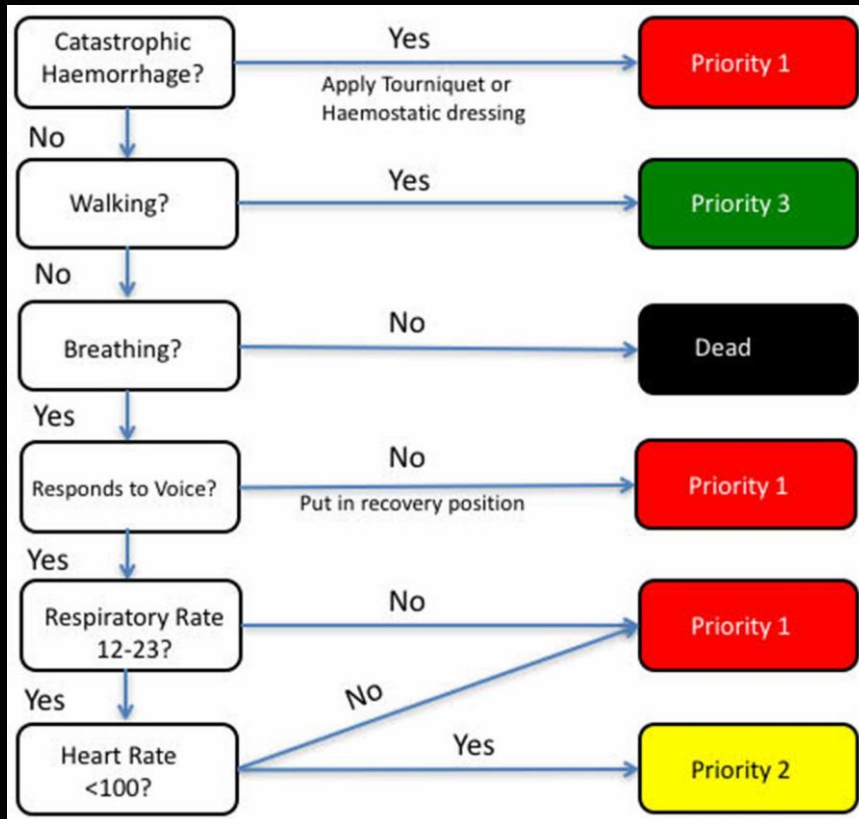 Catastrophic
Haemorrhage?
Yes
Apply Tourniquet or
Haemostatic dressing
Priority 1
No
Walking?
Yes
Priority 3
No
Breathing?
No
Dead
Yes
Responds to Voice?
No
Put in recovery position
Priority 1
Yes
Respiratory Rate
12-23?
No
Priority 1
Yes
No
Heart Rate
<100?
Yes
Priority 2